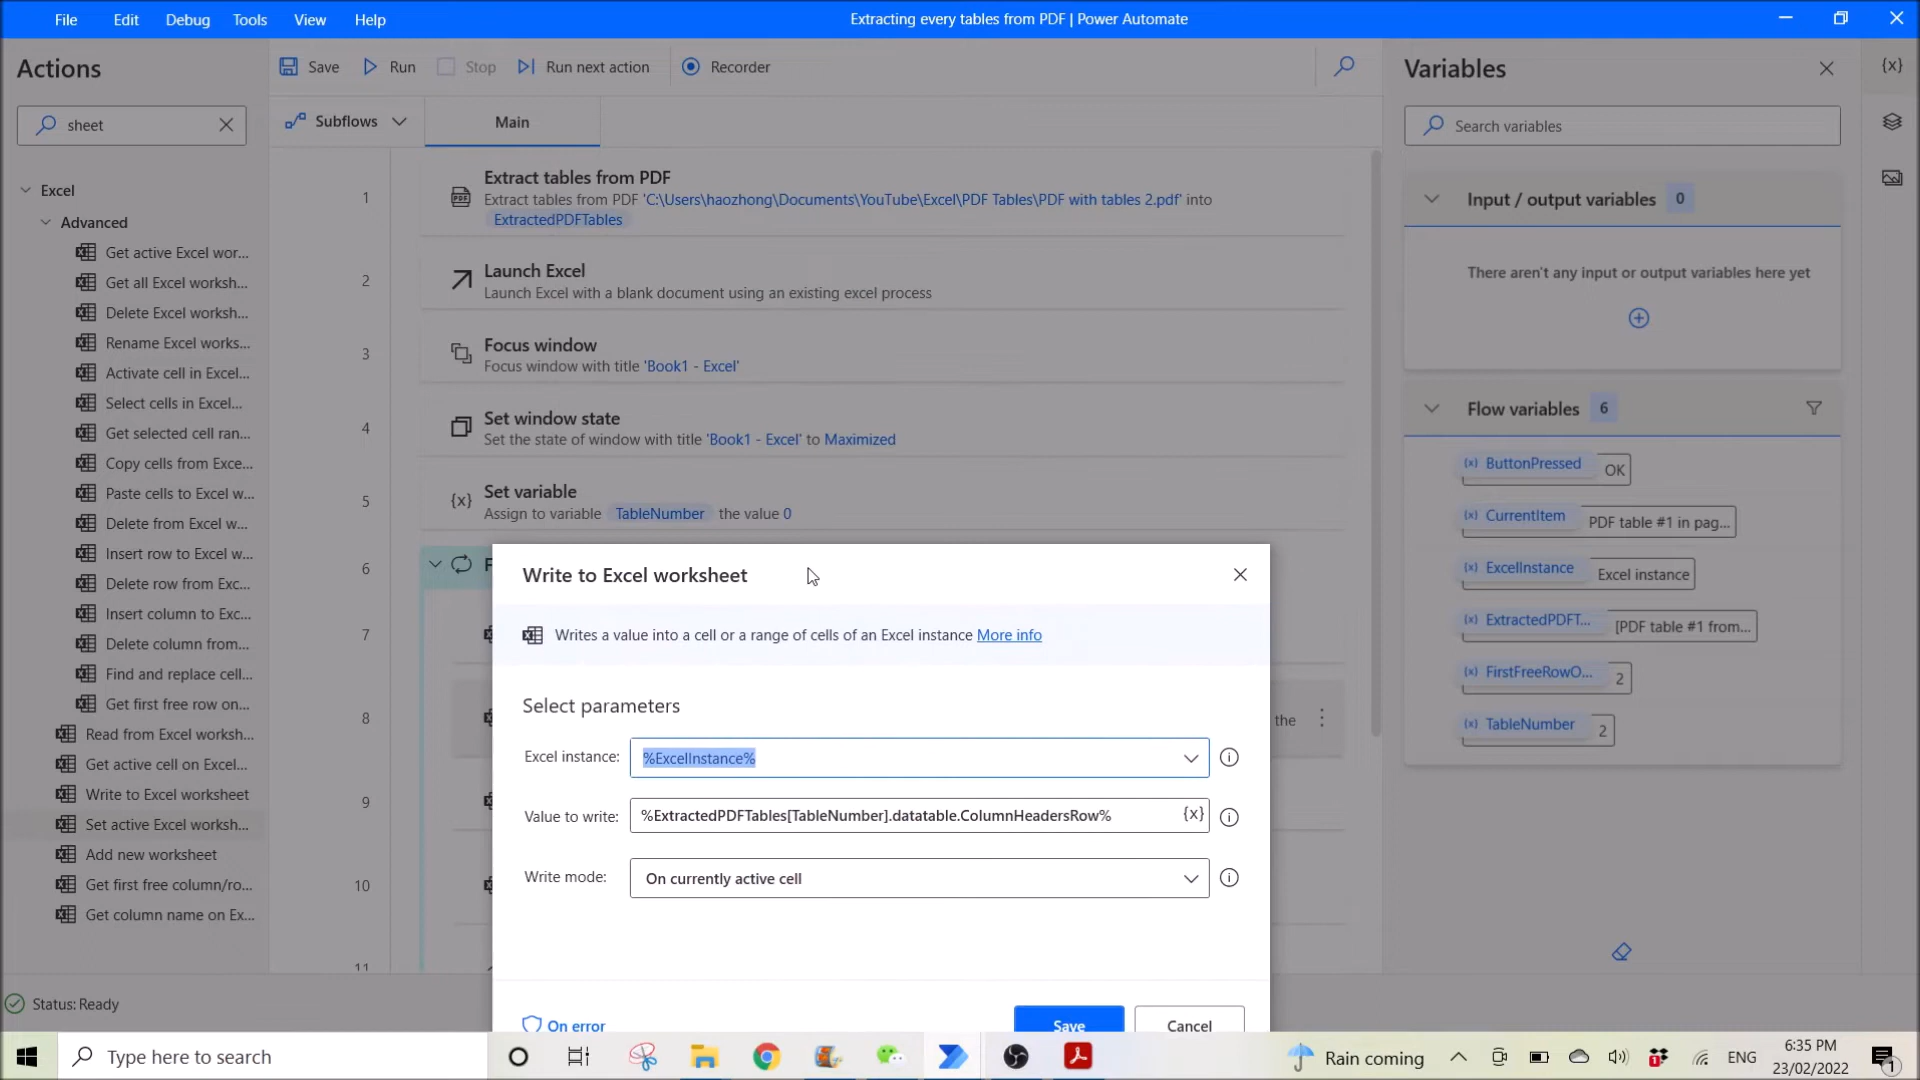 File Edit Debug Tools View Help
Extracting every tables from PDF | Power Automate
Actions
sheet
Excel
Advanced
Get active Excel wor...
Get all Excel worksh...
Delete Excel worksh...
Rename Excel works...
Activate cell in Excel...
Select cells in Excel...
Get selected cell ran...
Copy cells from Exce...
Paste cells to Excel w...
Delete from Excel w...
Insert row to Excel w...
Delete row from Exc...
Insert column to Exc...
Delete column from...
Find and replace cell...
Get first free row on...
Read from Excel worksh...
Get active cell on Excel...
Write to Excel worksheet
Set active Excel worksh...
Add new worksheet
Get first free column/ro...
Get column name on Ex...
Save Run Stop Run next action Recorder
Subflows Main
1
Extract tables from PDF
Extract tables from PDF 'C:\Users\haozhong\Documents\YouTube\Excel\PDF Tables\PDF with tables 2.pdf' into
ExtractedPDFTables
2
Launch Excel
Launch Excel with a blank document using an existing excel process
3
Focus window
Focus window with title 'Book1 - Excel'
4
Set window state
Set the state of window with title 'Book1 - Excel' to Maximized
5
{x}
Set variable
Assign to variable TableNumber the value 0
6
F
7
8
the
9
10
11
Write to Excel worksheet
Writes a value into a cell or a range of cells of an Excel instance More info
Select parameters
Excel instance: %ExcelInstance%
Value to write: %ExtractedPDFTables[TableNumber].datatable.ColumnHeadersRow% {x}
Write mode: On currently active cell
On error
Save Cancel
Variables
{x}
Search variables
Input / output variables 0
There aren't any input or output variables here yet
Flow variables 6
(x) ButtonPressed OK
(x) CurrentItem PDF table #1 in pag...
(x) ExcelInstance Excel instance
(x) ExtractedPDFT... [PDF table #1 from...
(x) FirstFreeRowO... 2
(x) TableNumber 2
Status: Ready
Type here to search
Rain coming
ENG
6:35 PM
23/02/2022
1